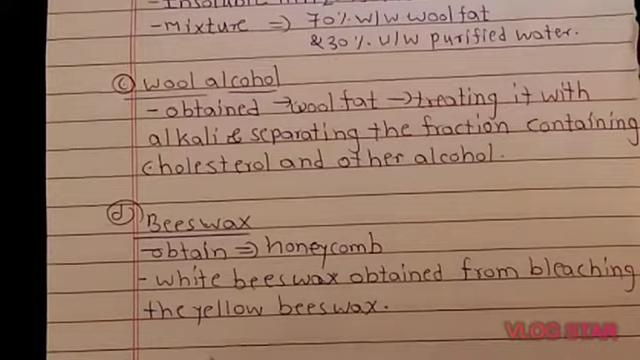 -Mixture => 70% w/w wool fat
& 30% w/w purified water.
(c) wool alcohol
- obtained → wool fat → treating it with
alkali & separating the fraction containing
cholesterol and other alcohol.
(d) Beeswax
- obtain => honeycomb
- white beeswax obtained from bleaching
the yellow beeswax.
VLOG STAR